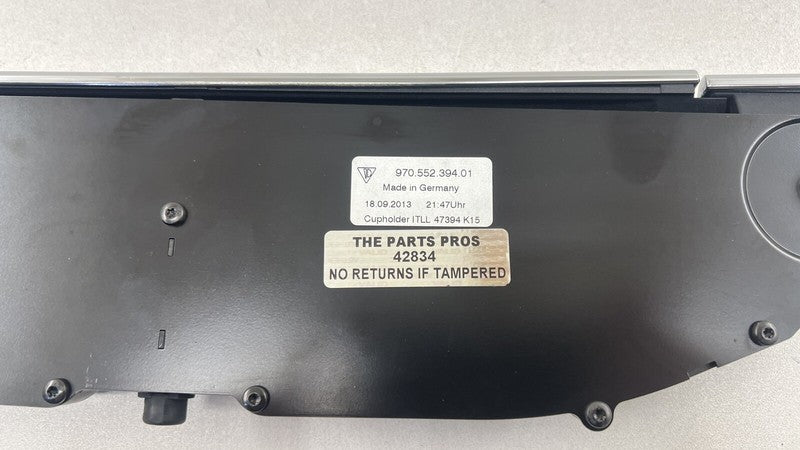 970.552.394.01
Made in Germany
18.09.2013 21:47Uhr
Cupholder ITLL 47394 K15
THE PARTS PROS
42834
NO RETURNS IF TAMPERED